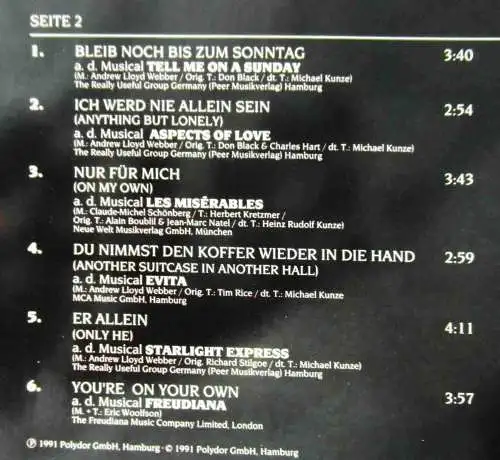 SEITE 2
1. BLEIB NOCH BIS ZUM SONNTAG 3:40
a. d. Musical TELL ME ON A SUNDAY
(M.: Andrew Lloyd Webber / Orig. T.: Don Black / dt. T.: Michael Kunze)
The Really Useful Group Germany (Peer Musikverlag) Hamburg
2. ICH WERD NIE ALLEIN SEIN 2:54
(ANYTHING BUT LONELY)
a. d. Musical ASPECTS OF LOVE
(M.: Andrew Lloyd Webber / Orig. T.: Don Black & Charles Hart / dt. T.: Michael Kunze)
The Really Useful Group Germany (Peer Musikverlag) Hamburg
3. NUR FÜR MICH 3:43
(ON MY OWN)
a. d. Musical LES MISÉRABLES
(M.: Claude-Michel Schönberg / T.: Herbert Kretzmer /
Orig. T.: Alain Boublil & Jean-Marc Natel / dt. T.: Heinz Rudolf Kunze)
Neue Welt Musikverlag GmbH, München
4. DU NIMMST DEN KOFFER WIEDER IN DIE HAND 2:59
(ANOTHER SUITCASE IN ANOTHER HALL)
a. d. Musical EVITA
(M.: Andrew Lloyd Webber / Orig. T.: Tim Rice / dt. T.: Michael Kunze
MCA Music GmbH, Hamburg
5. ER ALLEIN 4:11
(ONLY HE)
a. d. Musical STARLIGHT EXPRESS
(M.: Andrew Lloyd Webber / Orig. Richard Stilgoe / dt. T.: Michael Kunze)
The Really Useful Group Germany (Peer Musikverlag) Hamburg
6. YOU'RE ON YOUR OWN 3:57
a. d. Musical FREUDIANA
(M. + T.: Eric Woolfson)
The Freudiana Music Company Limited, London
℗ 1991 Polydor GmbH, Hamburg · © 1991 Polydor GmbH, Hamburg